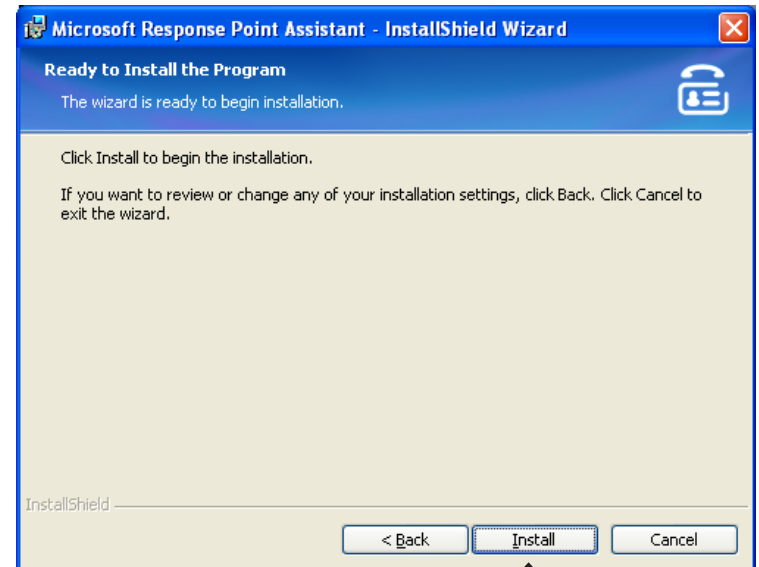 Microsoft Response Point Assistant - InstallShield Wizard
Ready to Install the Program
The wizard is ready to begin installation.
Click Install to begin the installation.
If you want to review or change any of your installation settings, click Back. Click Cancel to
exit the wizard.
InstallShield
< Back Install Cancel